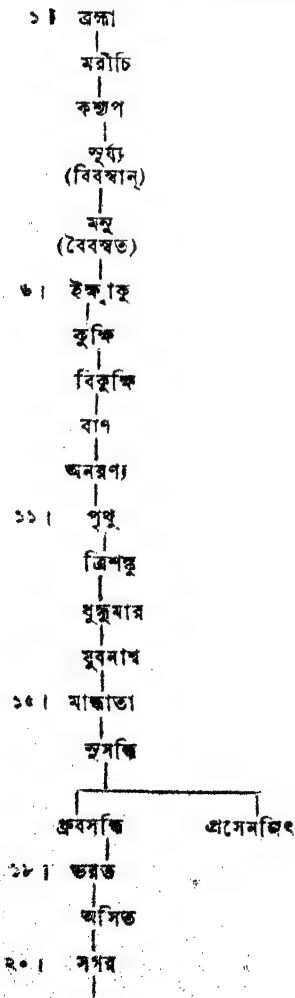 ১। ব্রহ্মা
মরীচি
কশ্যপ
সূর্য্য
(বিবস্বান্)
মনু
(বৈবস্বত)
৬। ইক্ষ্বাকু
কুক্ষি
বিকুক্ষি
বাণ
অনরণ্য
১১। পৃথু
ত্রিশঙ্কু
ধুন্ধুমার
যুবনাশ্ব
১৫। মান্ধাতা
সুসন্ধি
ধ্রুবসন্ধি প্রসেনজিৎ
১৮। ভরত
অসিত
২০। সগর